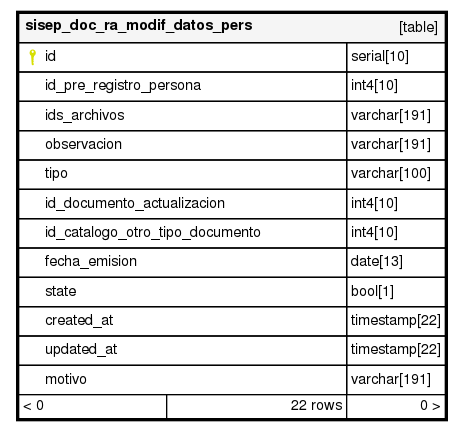 sisep_doc_ra_modif_datos_pers [table]
id serial[10]
id_pre_registro_persona int4[10]
ids_archivos varchar[191]
observacion varchar[191]
tipo varchar[100]
id_documento_actualizacion int4[10]
id_catalogo_otro_tipo_documento int4[10]
fecha_emision date[13]
state bool[1]
created_at timestamp[22]
updated_at timestamp[22]
motivo varchar[191]
< 0 22 rows 0 >